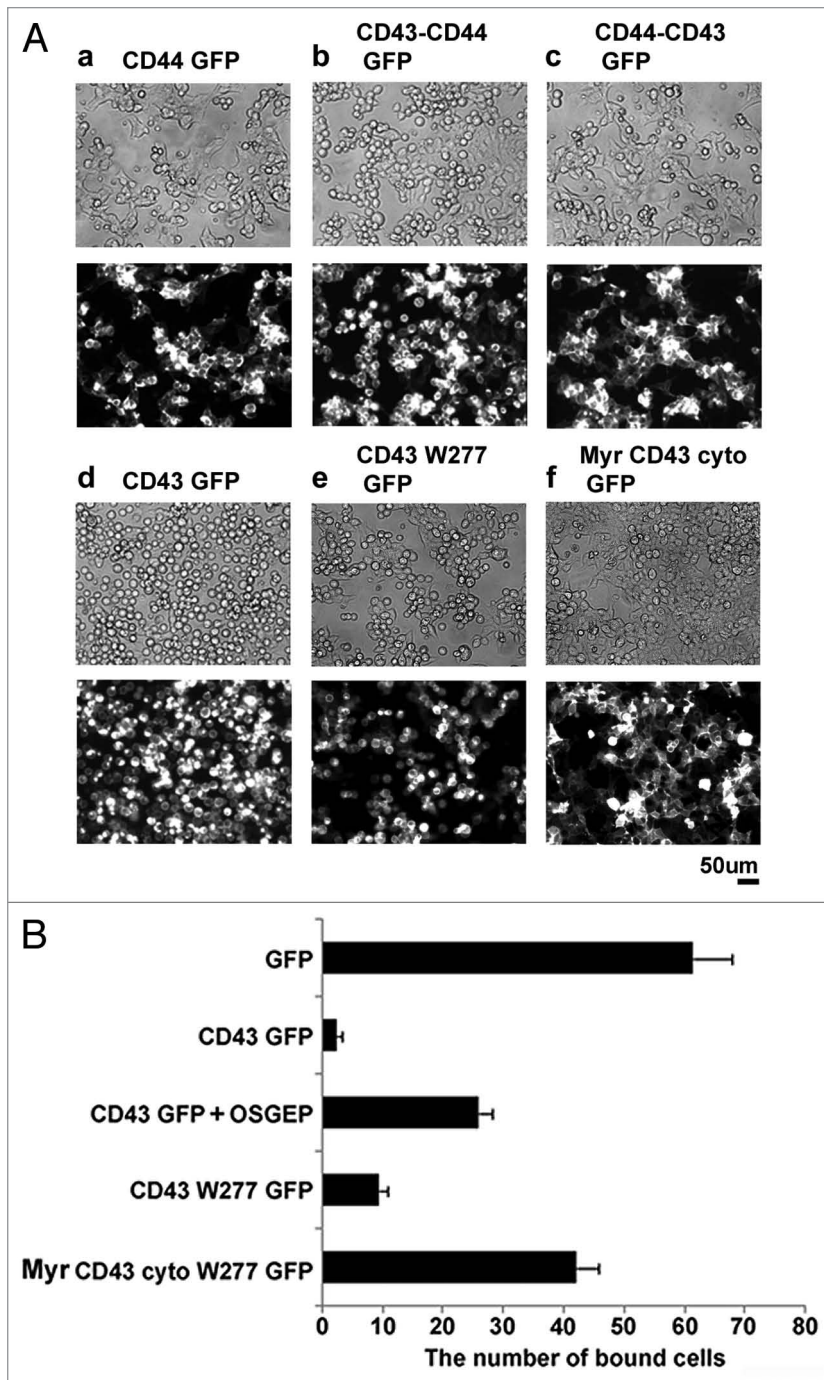 A
a CD44 GFP
b CD43-CD44
GFP
c CD44-CD43
GFP
d CD43 GFP
e CD43 W277
GFP
f Myr CD43 cyto
GFP
50um
B
GFP
CD43 GFP
CD43 GFP + OSGEP
CD43 W277 GFP
Myr CD43 cyto W277 GFP
0 10 20 30 40 50 60 70 80
The number of bound cells